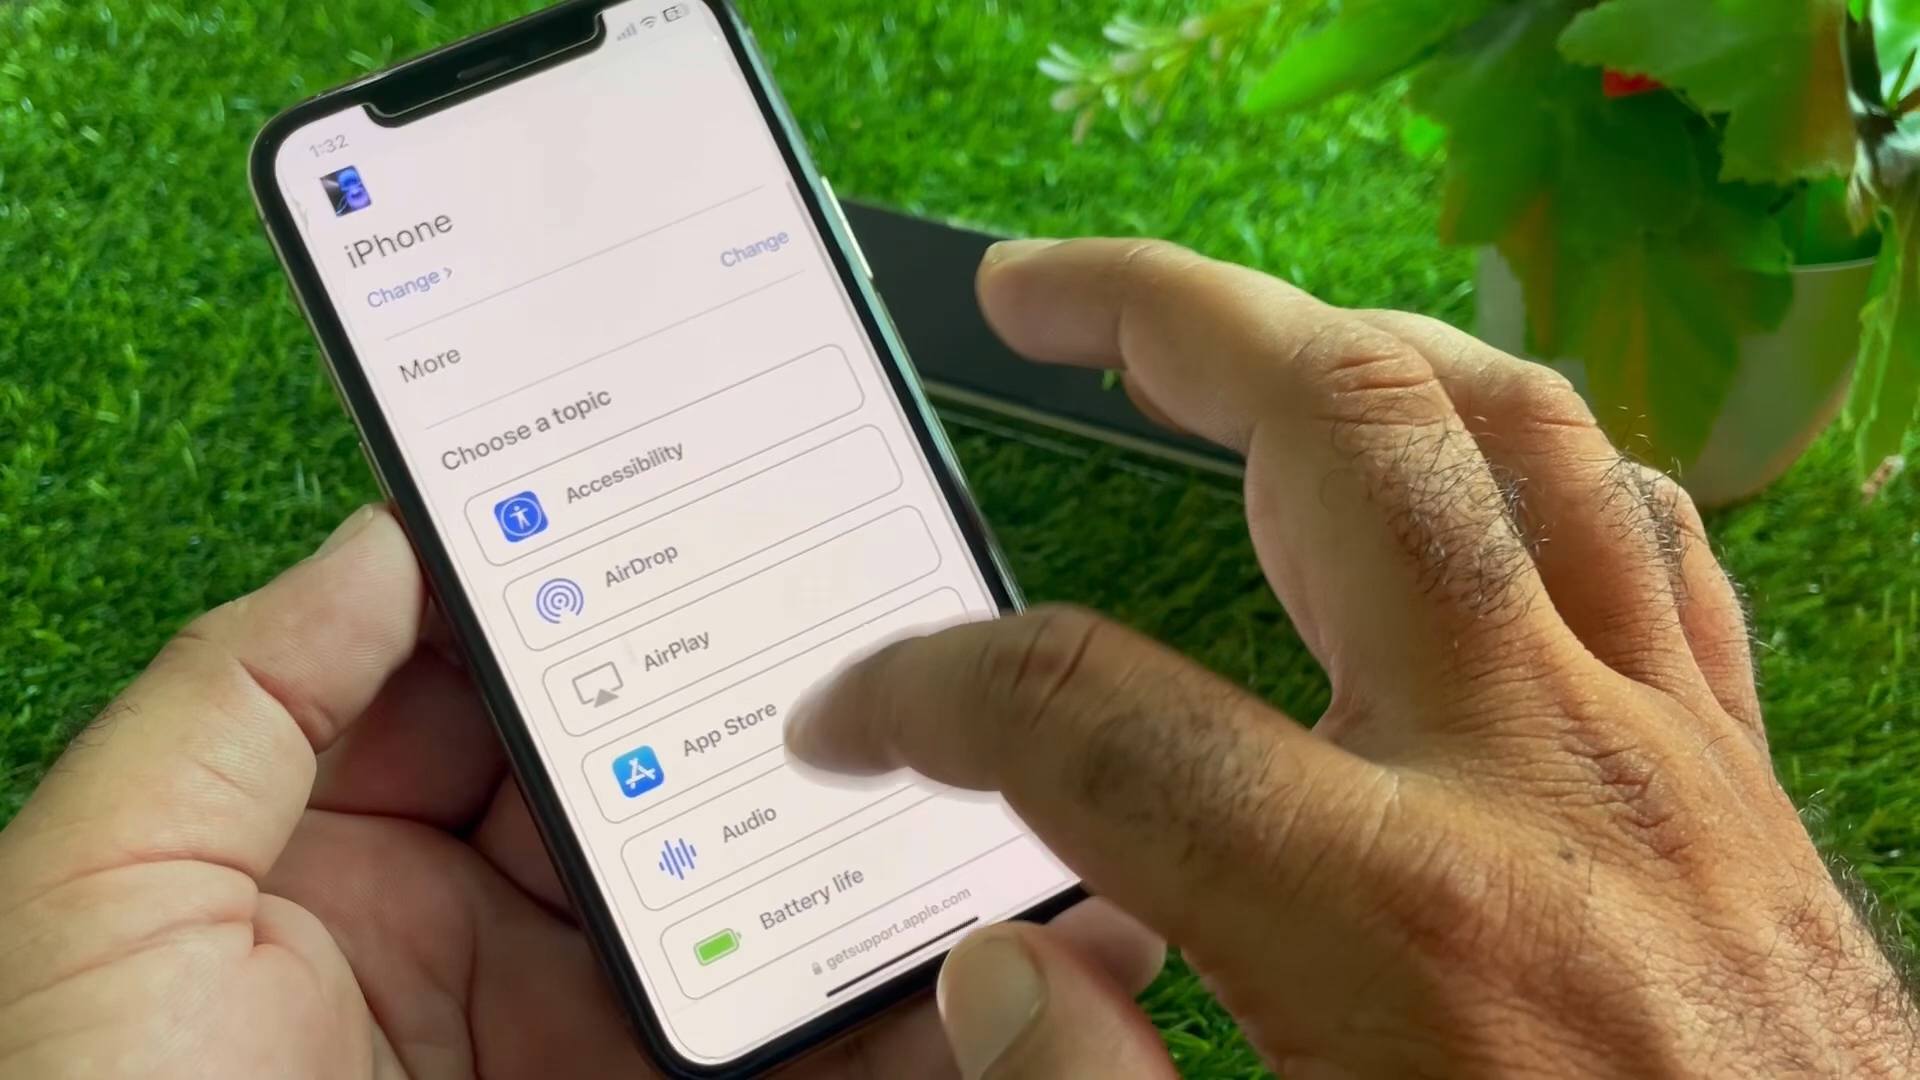 1:32
iPhone
Change ›
More
Change
Choose a topic
Accessibility
AirDrop
AirPlay
App Store
Audio
Battery life
getsupport.apple.com